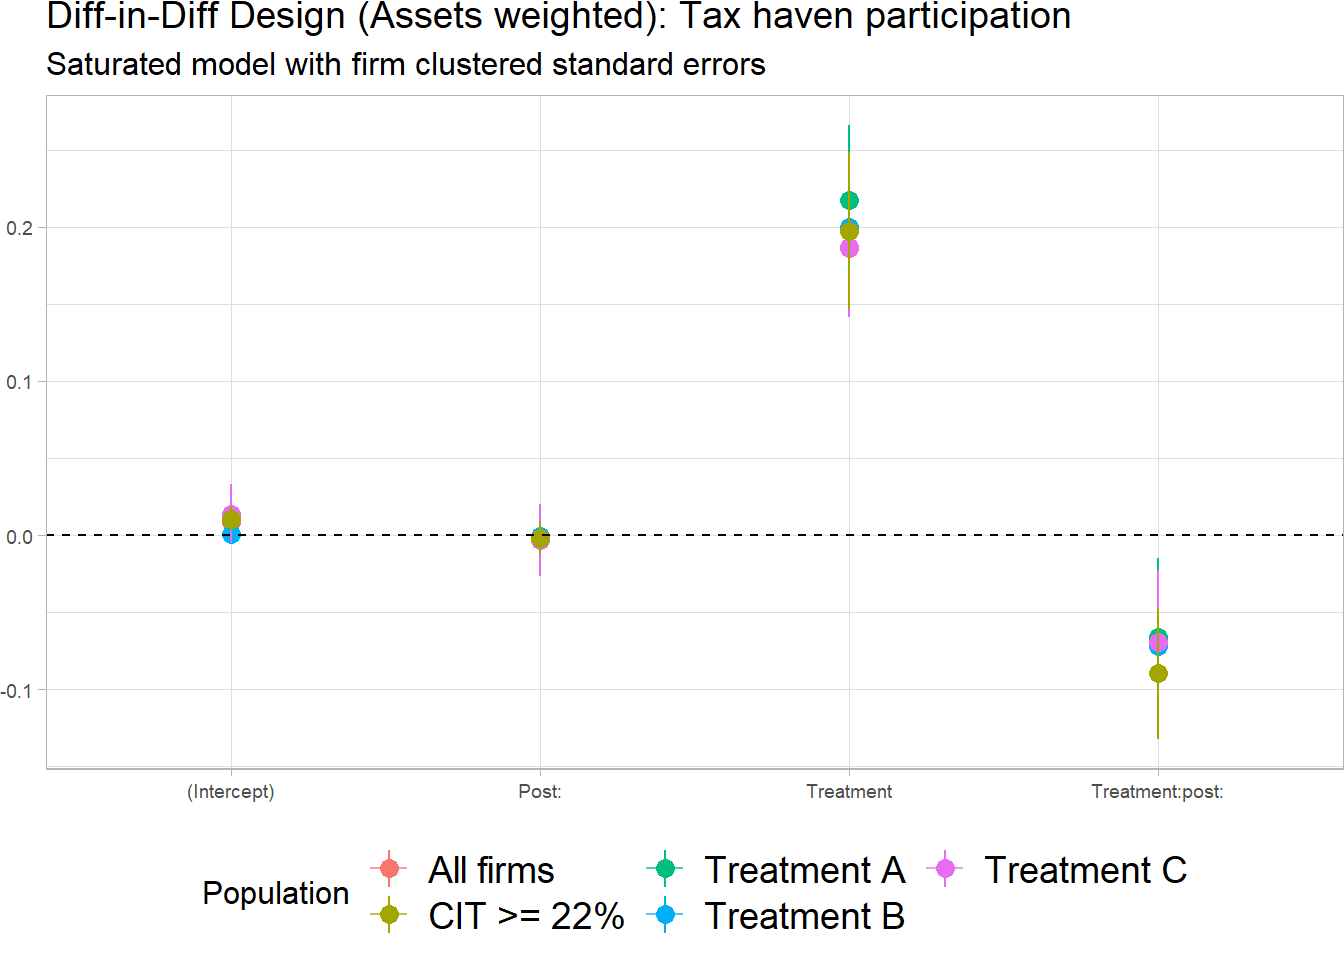 Diff-in-Diff Design (Assets weighted): Tax haven participation
Saturated model with firm clustered standard errors
0.2
0.1
0.0
-0.1
(Intercept) Post: Treatment Treatment:post:
Population
All firms Treatment A Treatment C
CIT >= 22% Treatment B